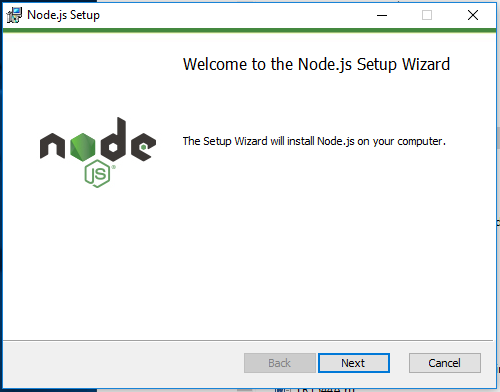 Node.js Setup
Welcome to the Node.js Setup Wizard
The Setup Wizard will install Node.js on your computer.
node
JS
Back
Next
Cancel